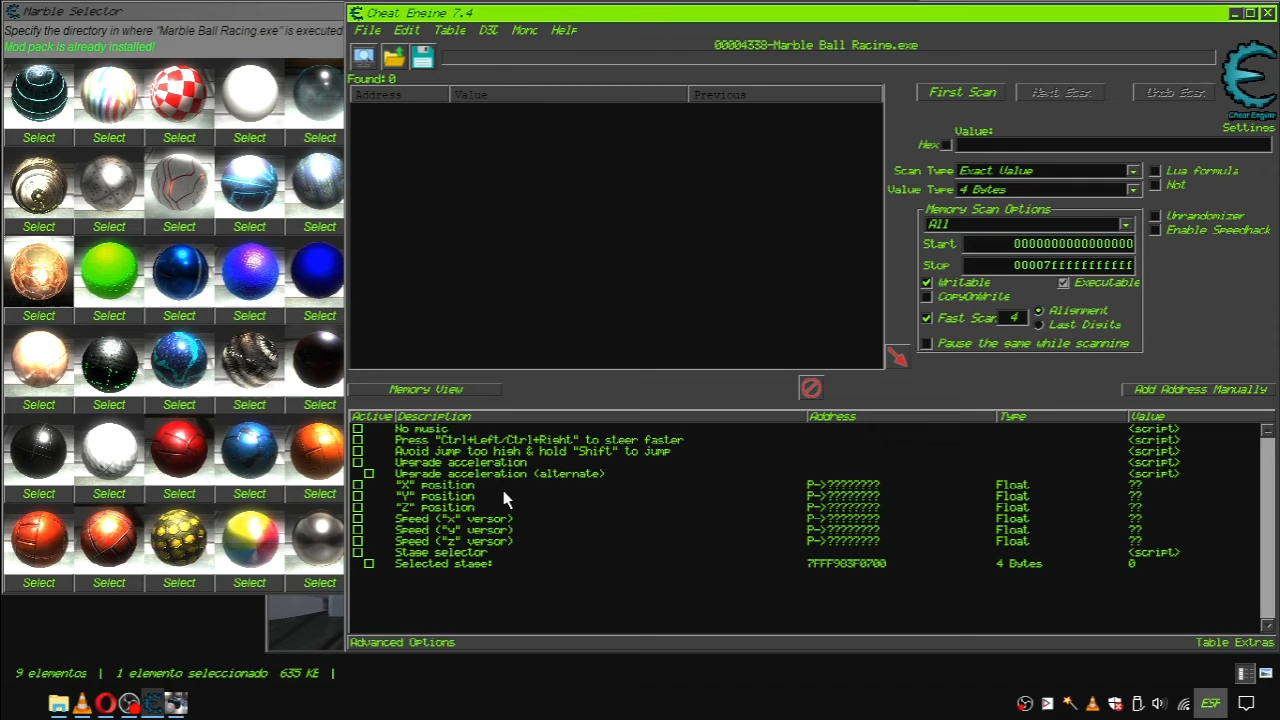 Marble Selector
Specify the directory in where "Marble Ball Racing.exe" is executed
Mod pack is already installed!
Select Select Select Select Select
Select Select Select Select Select
Select Select Select Select Select
Select Select Select Select Select
Select Select Select Select Select
Select Select Select Select Select
Cheat Engine 7.4
File Edit Table D3D Mono Help
00004338-Marble Ball Racing.exe
Found: 0
Address Value Previous
First Scan Next Scan Undo Scan
Cheat Engine
Settings
Value:
Hex
Scan Type Exact Value
Lua formula
Not
Value Type 4 Bytes
Memory Scan Options
All
Unrandomizer
Enable Speedhack
Start 0000000000000000
Stop 00007fffffffffff
Writable Executable
CopyOnWrite
Fast Scan 4 Alignment
Last Digits
Pause the game while scanning
Memory View
Add Address Manually
Active Description Address Type Value
No music <script>
Press "Ctrl+Left/Ctrl+Right" to steer faster <script>
Avoid jump too high & hold "Shift" to jump <script>
Upgrade acceleration <script>
Upgrade acceleration (alternate) <script>
"X" position P->???????? Float ??
"Y" position P->???????? Float ??
"Z" position P->???????? Float ??
Speed ("x" versor) P->???????? Float ??
Speed ("y" versor) P->???????? Float ??
Speed ("z" versor) P->???????? Float ??
Stage selector <script>
Selected stage: 7FFF983F0700 4 Bytes 0
Advanced Options
Table Extras
9 elementos | 1 elemento seleccionado 635 KB |
ESP